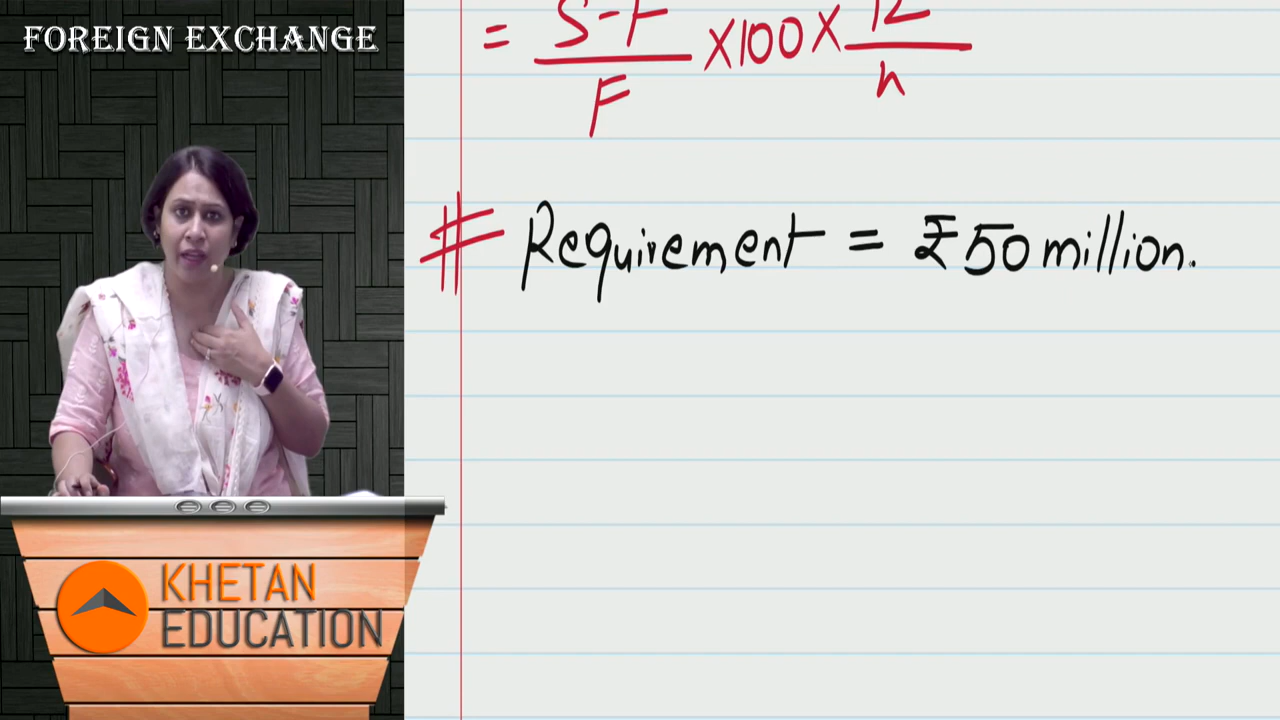 FOREIGN EXCHANGE
= S-F/F ×100× 12/n
# Requirement = ₹50 million.
KHETAN
EDUCATION